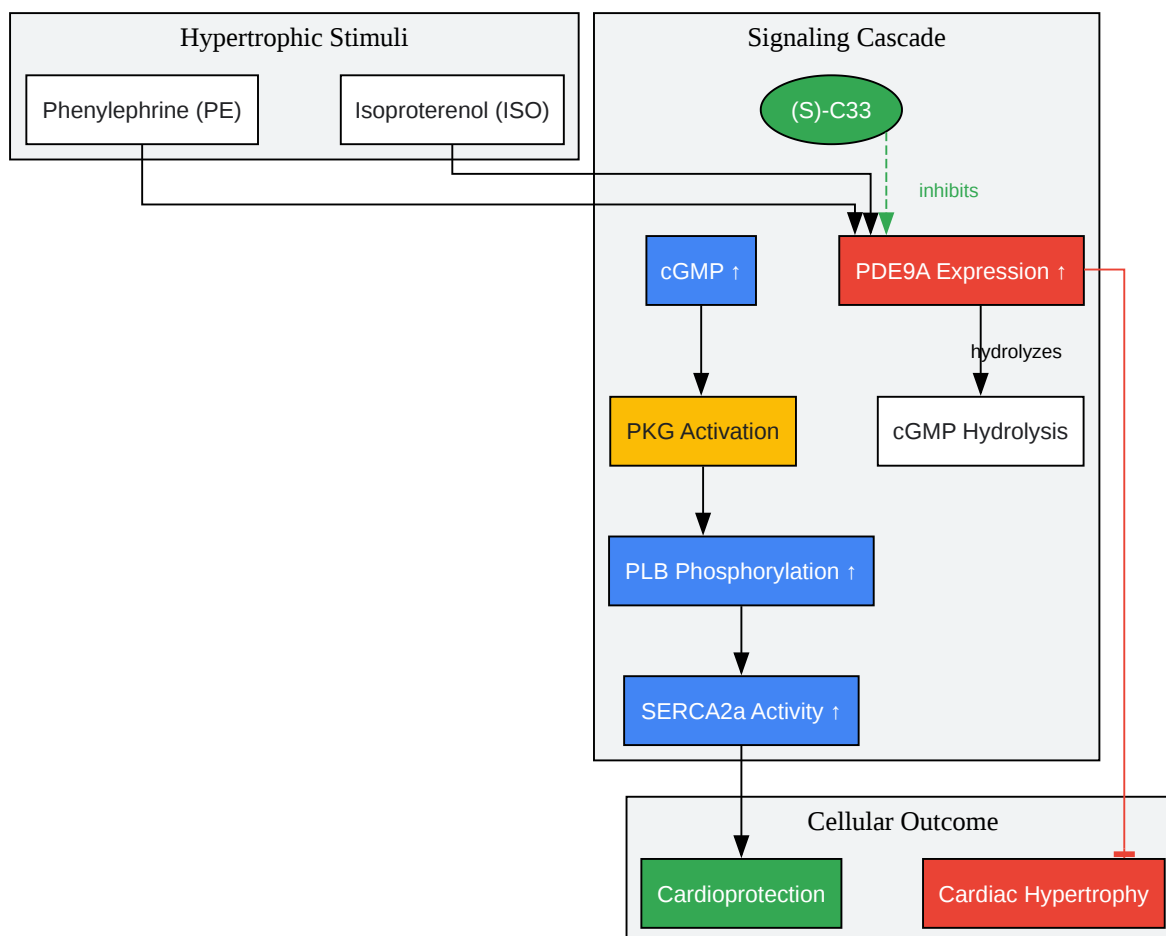 Hypertrophic Stimuli
Phenylephrine (PE)
Isoproterenol (ISO)
Signaling Cascade
(S)-C33
inhibits
cGMP ↑
PDE9A Expression ↑
hydrolyzes
PKG Activation
cGMP Hydrolysis
PLB Phosphorylation ↑
SERCA2a Activity ↑
Cellular Outcome
Cardioprotection
Cardiac Hypertrophy